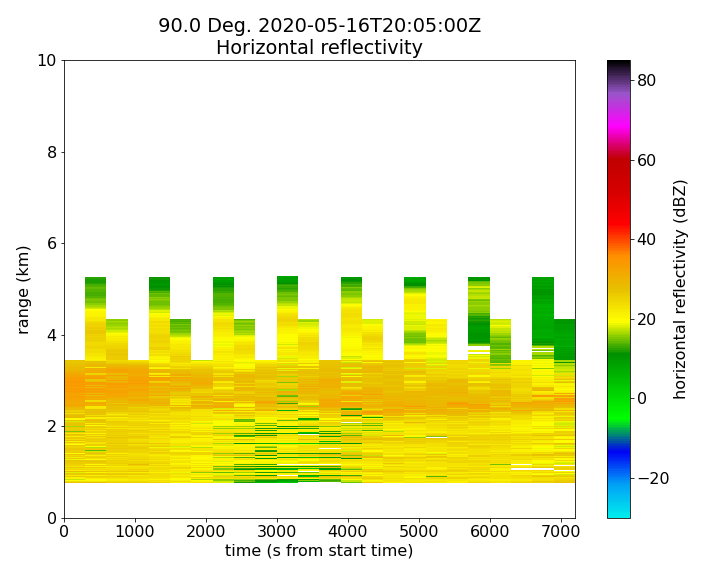 90.0 Deg. 2020-05-16T20:05:00Z
Horizontal reflectivity
10
8
6
4
2
0
range (km)
0 1000 2000 3000 4000 5000 6000 7000
time (s from start time)
80
60
40
20
0
−20
horizontal reflectivity (dBZ)